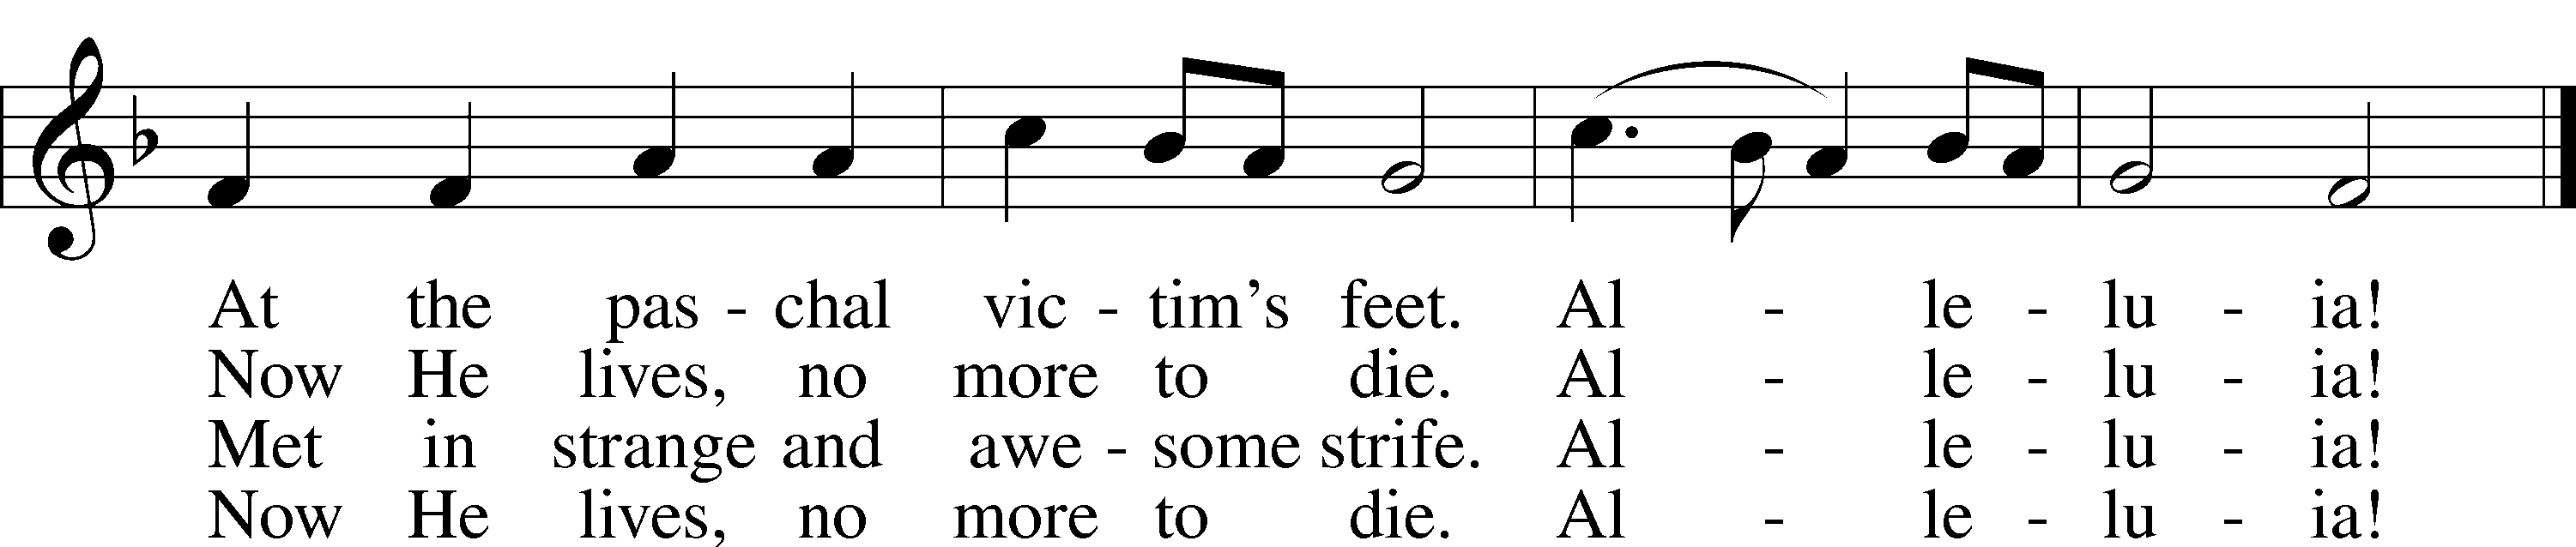 At the pas - chal vic - tim’s feet. Al - le - lu - ia!
Now He lives, no more to die. Al - le - lu - ia!
Met in strange and awe - some strife. Al - le - lu - ia!
Now He lives, no more to die. Al - le - lu - ia!